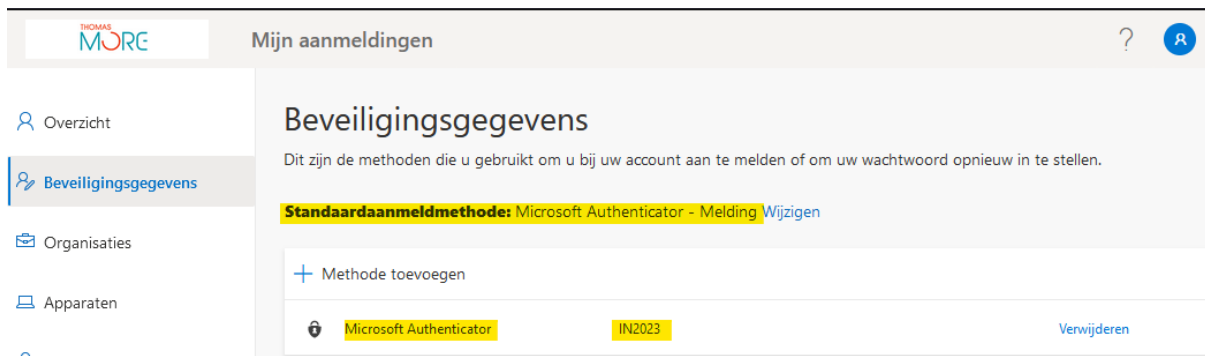 THOMAS
MORE
Mijn aanmeldingen
?
Overzicht
Beveiligingsgegevens
Organisaties
Apparaten
Beveiligingsgegevens
Dit zijn de methoden die u gebruikt om u bij uw account aan te melden of om uw wachtwoord opnieuw in te stellen.
Standaardaanmeldmethode: Microsoft Authenticator - Melding Wijzigen
+ Methode toevoegen
Microsoft Authenticator IN2023 Verwijderen